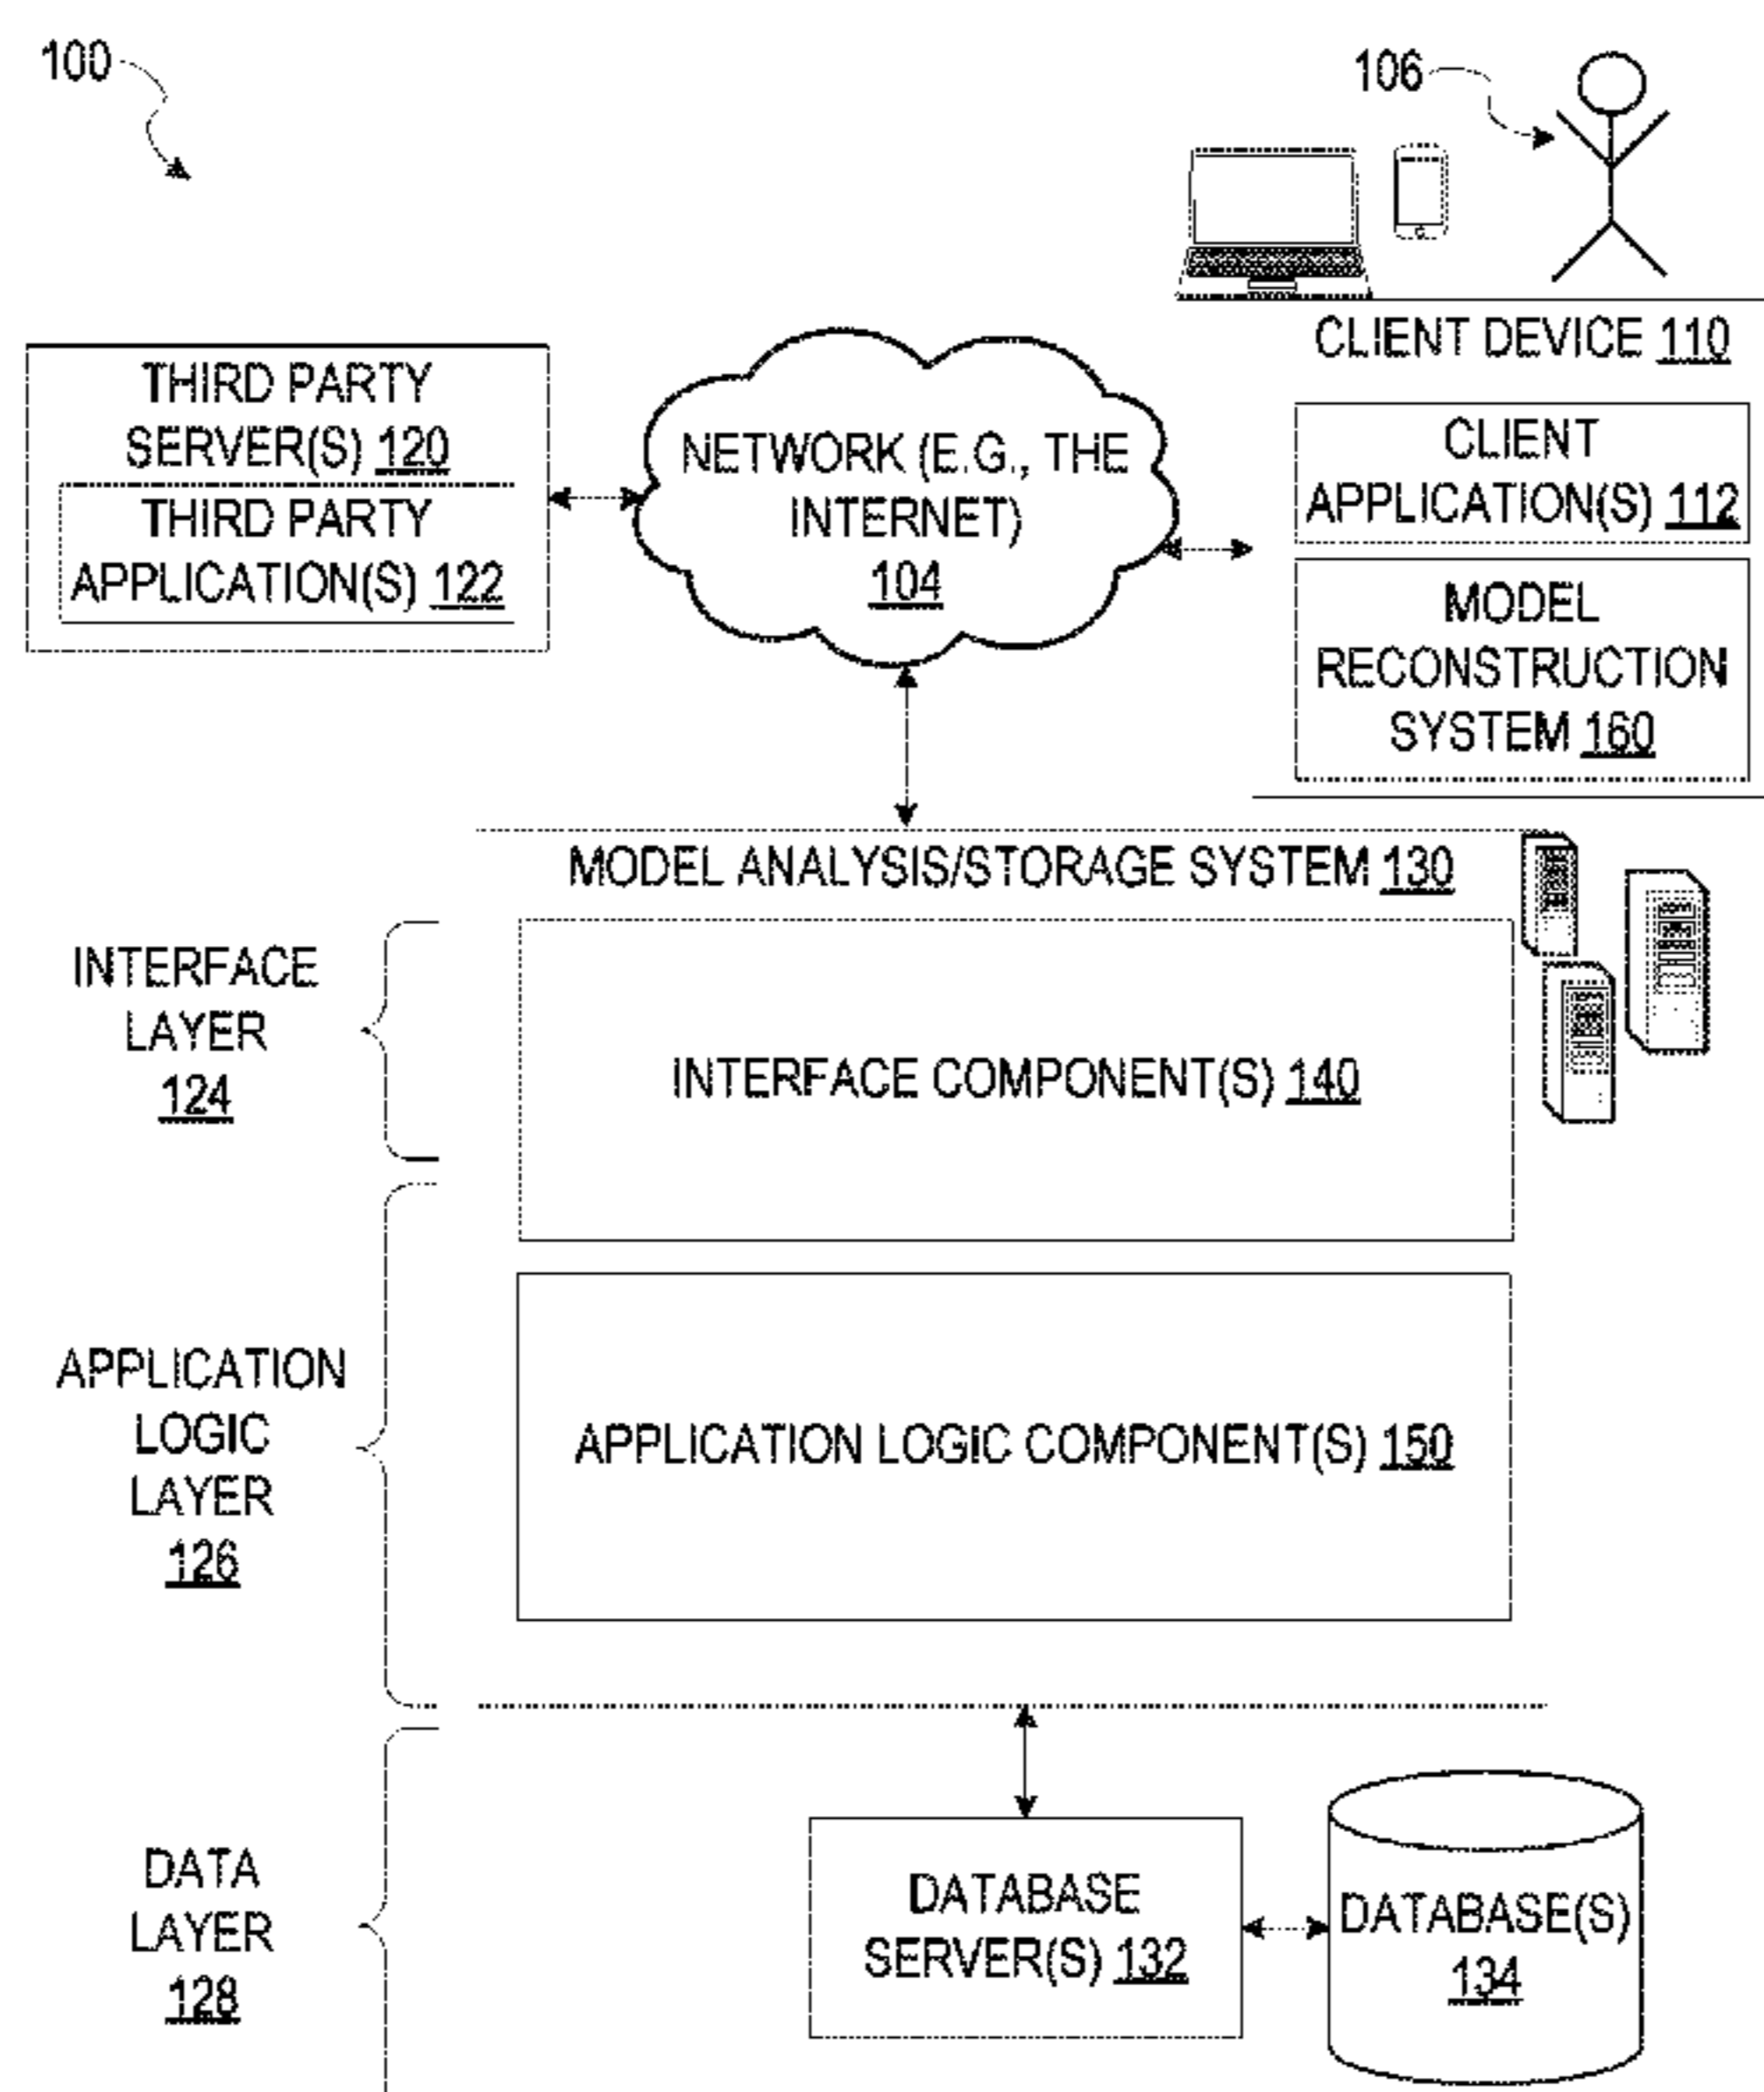 100
106
CLIENT DEVICE 110
THIRD PARTY
SERVER(S) 120
THIRD PARTY
APPLICATION(S) 122
NETWORK (E.G., THE
INTERNET)
104
CLIENT
APPLICATION(S) 112
MODEL
RECONSTRUCTION
SYSTEM 160
MODEL ANALYSIS/STORAGE SYSTEM 130
INTERFACE
LAYER
124
INTERFACE COMPONENT(S) 140
APPLICATION
LOGIC
LAYER
126
APPLICATION LOGIC COMPONENT(S) 150
DATA
LAYER
128
DATABASE
SERVER(S) 132
DATABASE(S)
134